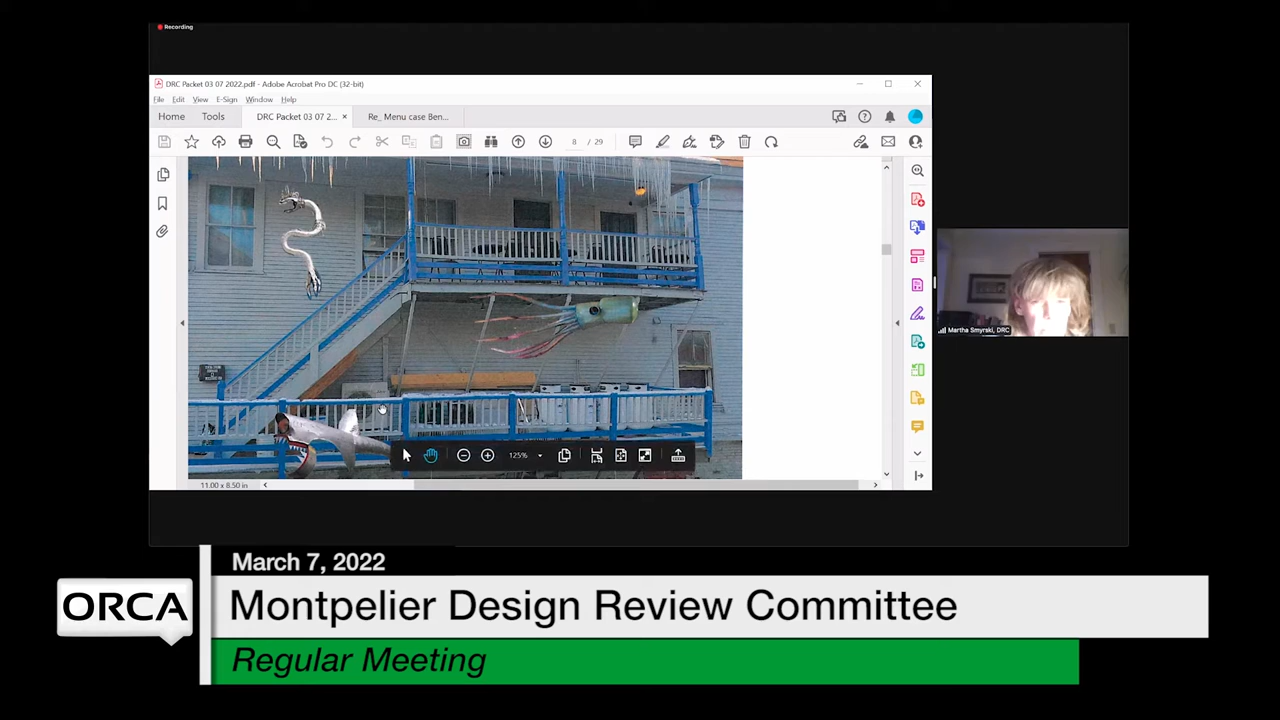 Recording
DRC Packet 03 07 2022.pdf - Adobe Acrobat Pro DC (32-bit)
File Edit View E-Sign Window Help
Home Tools DRC Packet 03 07 2... × Re_ Menu case Ben...
8 / 29
Martha Smyrski, DRC
125%
11.00 x 8.50 in
March 7, 2022
ORCA
Montpelier Design Review Committee
Regular Meeting